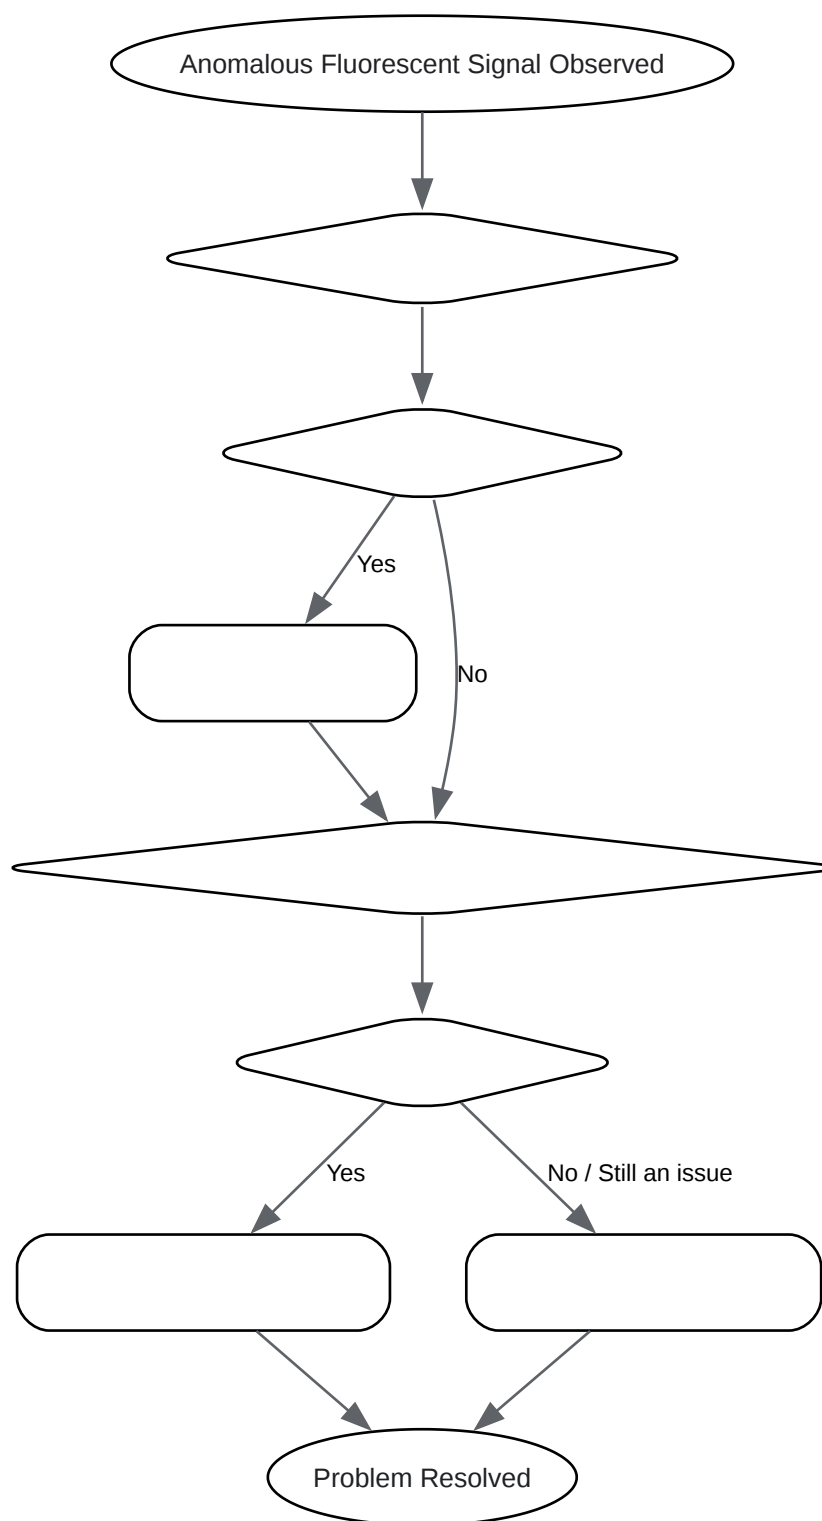 Anomalous Fluorescent Signal Observed
Yes
No
Yes
No / Still an issue
Problem Resolved